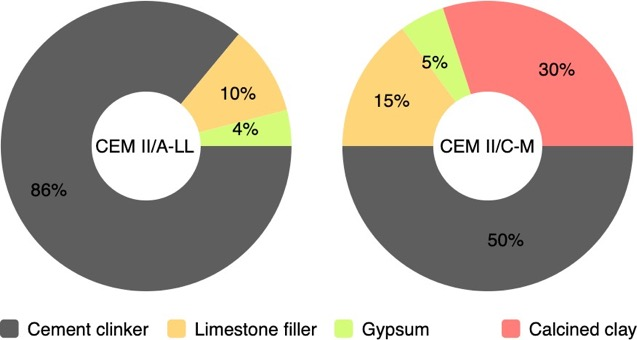 10%
4%
CEM II/A-LL
86%
5%
30%
15%
CEM II/C-M
50%
Cement clinker
Limestone filler
Gypsum
Calcined clay